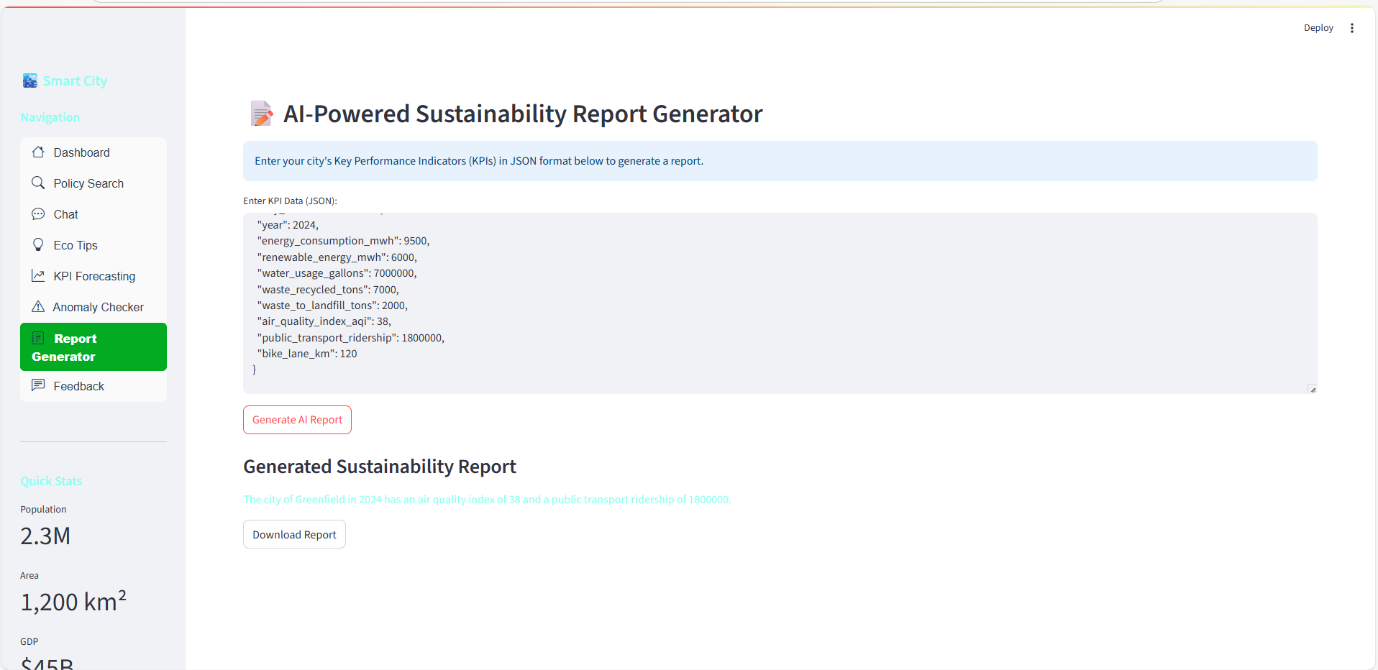 Deploy
Smart City
Navigation
Dashboard
Policy Search
Chat
Eco Tips
KPI Forecasting
Anomaly Checker
Report
Generator
Feedback
Quick Stats
Population
2.3M
Area
1,200 km²
GDP
$45B
AI-Powered Sustainability Report Generator
Enter your city's Key Performance Indicators (KPIs) in JSON format below to generate a report.
Enter KPI Data (JSON):
"year": 2024,
"energy_consumption_mwh": 9500,
"renewable_energy_mwh": 6000,
"water_usage_gallons": 7000000,
"waste_recycled_tons": 7000,
"waste_to_landfill_tons": 2000,
"air_quality_index_aqi": 38,
"public_transport_ridership": 1800000,
"bike_lane_km": 120
}
Generate AI Report
Generated Sustainability Report
The city of Greenfield in 2024 has an air quality index of 38 and a public transport ridership of 1800000..
Download Report